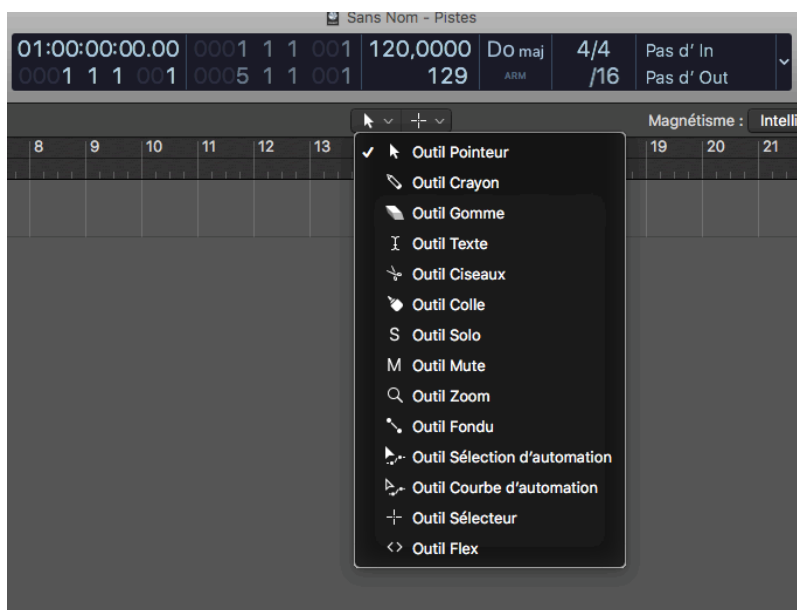 Sans Nom - Pistes
01:00:00:00.00 0001 1 1 001 120,0000 Do maj 4/4 Pas d' In
0001 1 1 001 0005 1 1 001 129 ARM /16 Pas d' Out
Magnétisme : Intelli
8 9 10 11 12 13 19 20 21
Outil Pointeur
Outil Crayon
Outil Gomme
Outil Texte
Outil Ciseaux
Outil Colle
S Outil Solo
M Outil Mute
Outil Zoom
Outil Fondu
Outil Sélection d'automation
Outil Courbe d'automation
Outil Sélecteur
Outil Flex